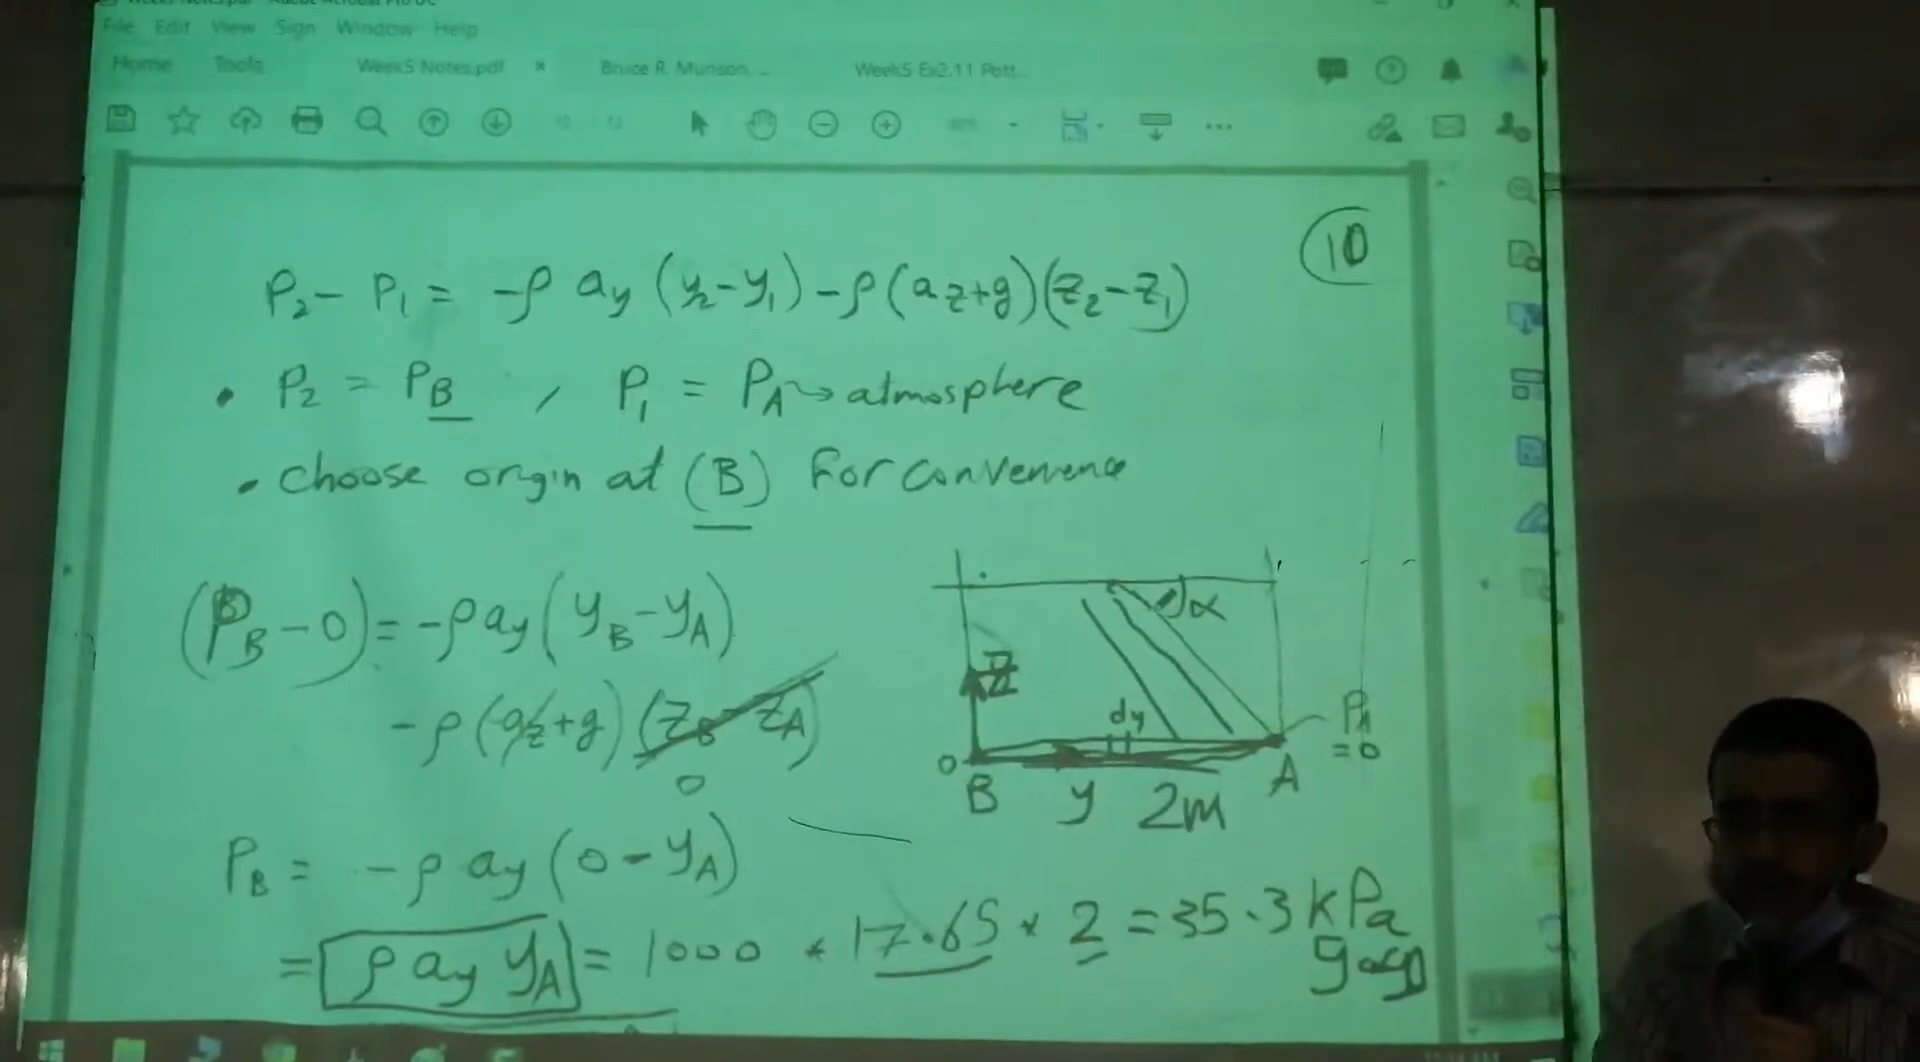 File Edit View Sign Window Help
Home Tools Week5 Notes.pdf × Bruce R. Munson, ... Week5 Ex2.11 Pott...
10
P₂ - P₁ = -ρ ay (y₂-y₁) - ρ(az+g)(z₂-z₁)
• P₂ = PB , P₁ = PA → atmosphere
• choose origin at (B) for convenience
(PB - 0) = -ρ ay (yB - yA)
- ρ (az+g) (zB - zA)
0
α
z
dy
PA = 0
0
B y 2m A
PB = -ρ ay (0 - yA)
= ρ ay yA = 1000 * 17.65 * 2 = 35.3 kPa
gage